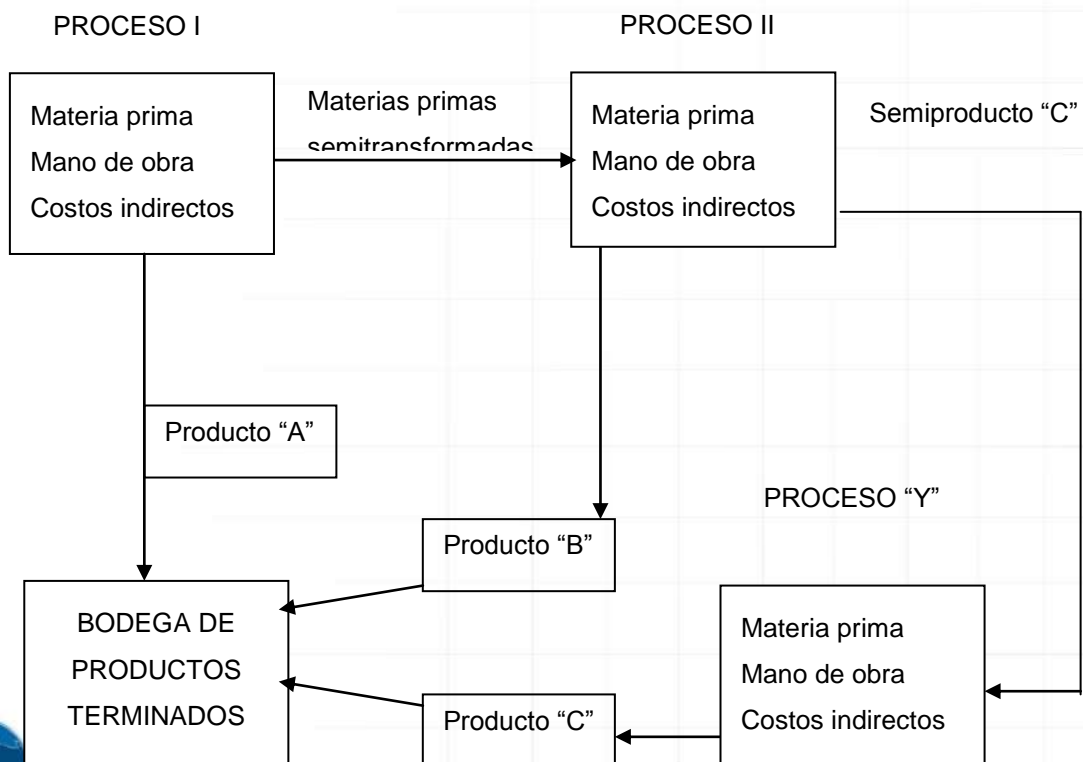 PROCESO I
PROCESO II
Materia prima
Mano de obra
Costos indirectos
Materias primas
semitransformadas
Materia prima
Mano de obra
Costos indirectos
Semiproducto “C”
Producto “A”
PROCESO “Y”
Producto “B”
BODEGA DE
PRODUCTOS
TERMINADOS
Materia prima
Mano de obra
Costos indirectos
Producto “C”